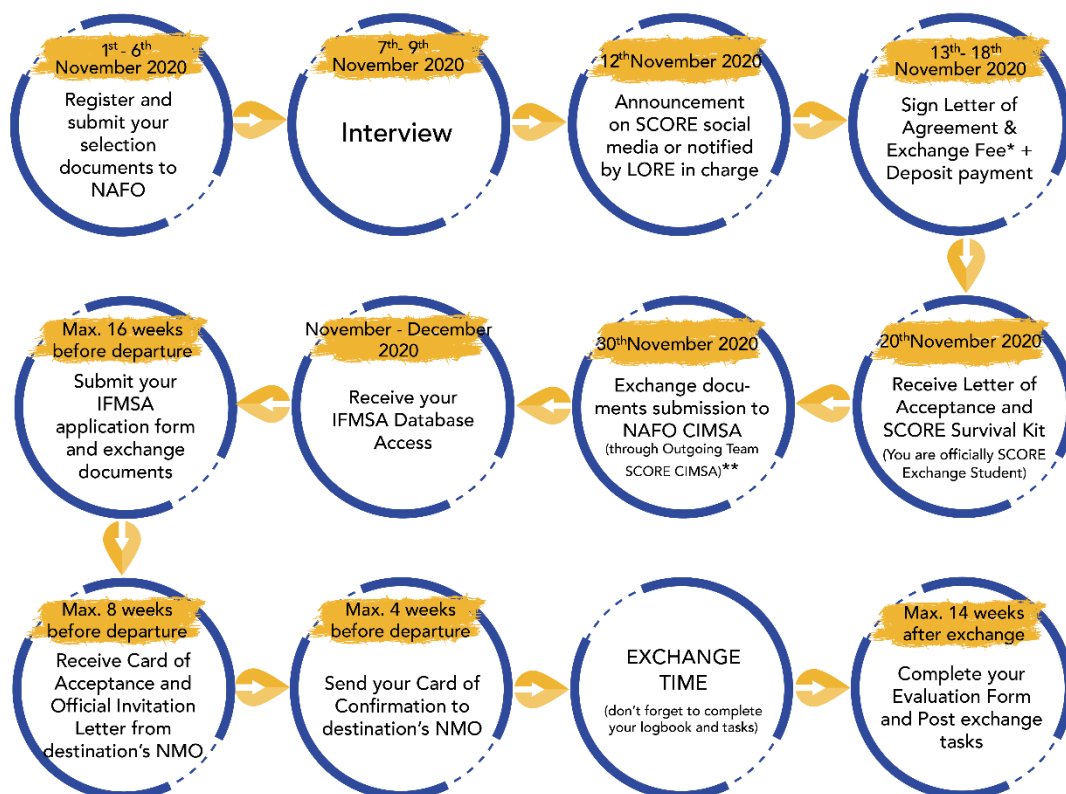 1st - 6th
November 2020
Register and
submit your
selection
documents to
NAFO
7th- 9th
November 2020
Interview
12thNovember 2020
Announcement
on SCORE social
media or notified
by LORE in charge
13th- 18th
November 2020
Sign Letter of
Agreement &
Exchange Fee* +
Deposit payment
20thNovember 2020
Receive Letter of
Acceptance and
SCORE Survival Kit
(You are officially SCORE
Exchange Student)
30thNovember 2020
Exchange docu-
ments submission to
NAFO CIMSA
(through Outgoing Team
SCORE CIMSA)**
November - December
2020
Receive your
IFMSA Database
Access
Max. 16 weeks
before departure
Submit your
IFMSA
application form
and exchange
documents
Max. 8 weeks
before departure
Receive Card of
Acceptance and
Official Invitation
Letter from
destination's NMO
Max. 4 weeks
before departure
Send your Card of
Confirmation to
destination's NMO
EXCHANGE
TIME
(don't forget to complete
your logbook and tasks)
Max. 14 weeks
after exchange
Complete your
Evaluation Form
and Post exchange
tasks